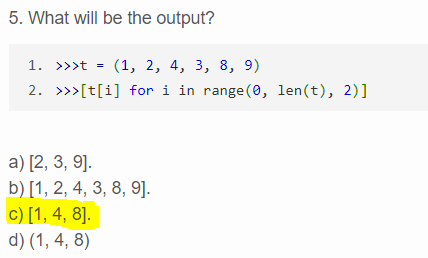 5. What will be the output?
1. >>>t = (1, 2, 4, 3, 8, 9)
2. >>>[t[i] for i in range(0, len(t), 2)]
a) [2, 3, 9].
b) [1, 2, 4, 3, 8, 9].
c) [1, 4, 8].
d) (1, 4, 8)